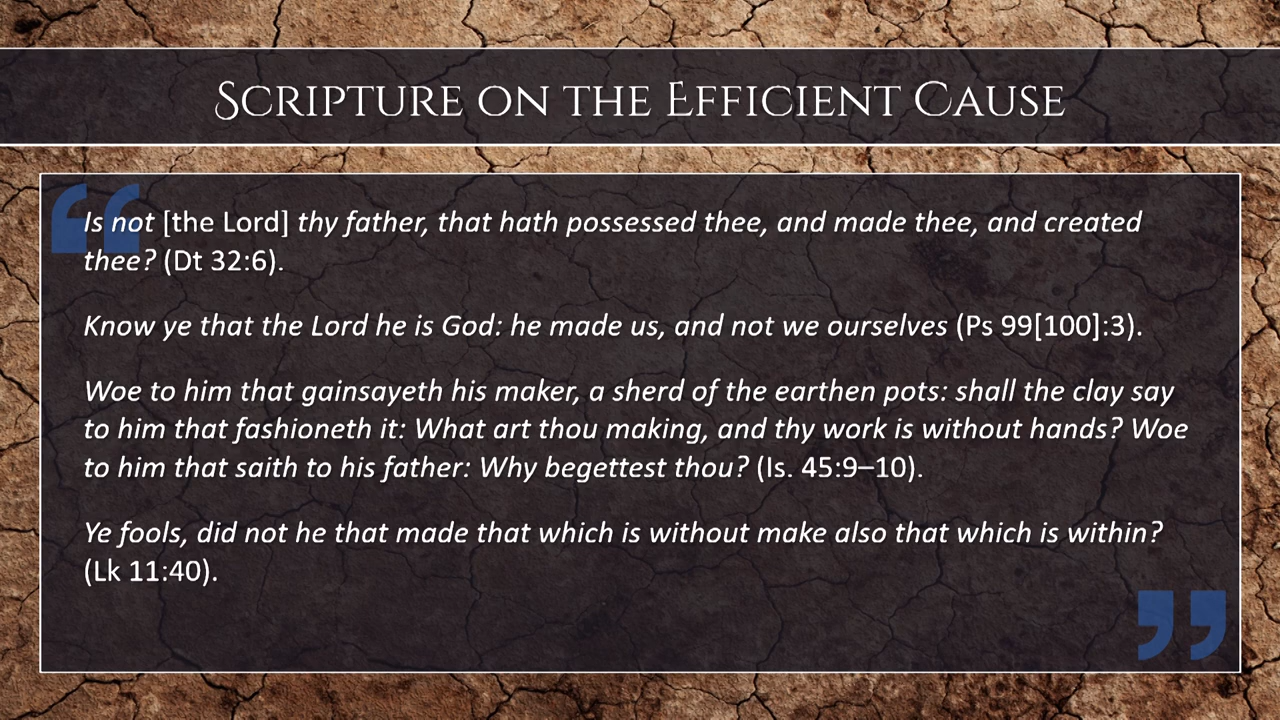 Scripture on the Efficient Cause
Is not [the Lord] thy father, that hath possessed thee, and made thee, and created
thee? (Dt 32:6).
Know ye that the Lord he is God: he made us, and not we ourselves (Ps 99[100]:3).
Woe to him that gainsayeth his maker, a sherd of the earthen pots: shall the clay say
to him that fashioneth it: What art thou making, and thy work is without hands? Woe
to him that saith to his father: Why begettest thou? (Is. 45:9–10).
Ye fools, did not he that made that which is without make also that which is within?
(Lk 11:40).